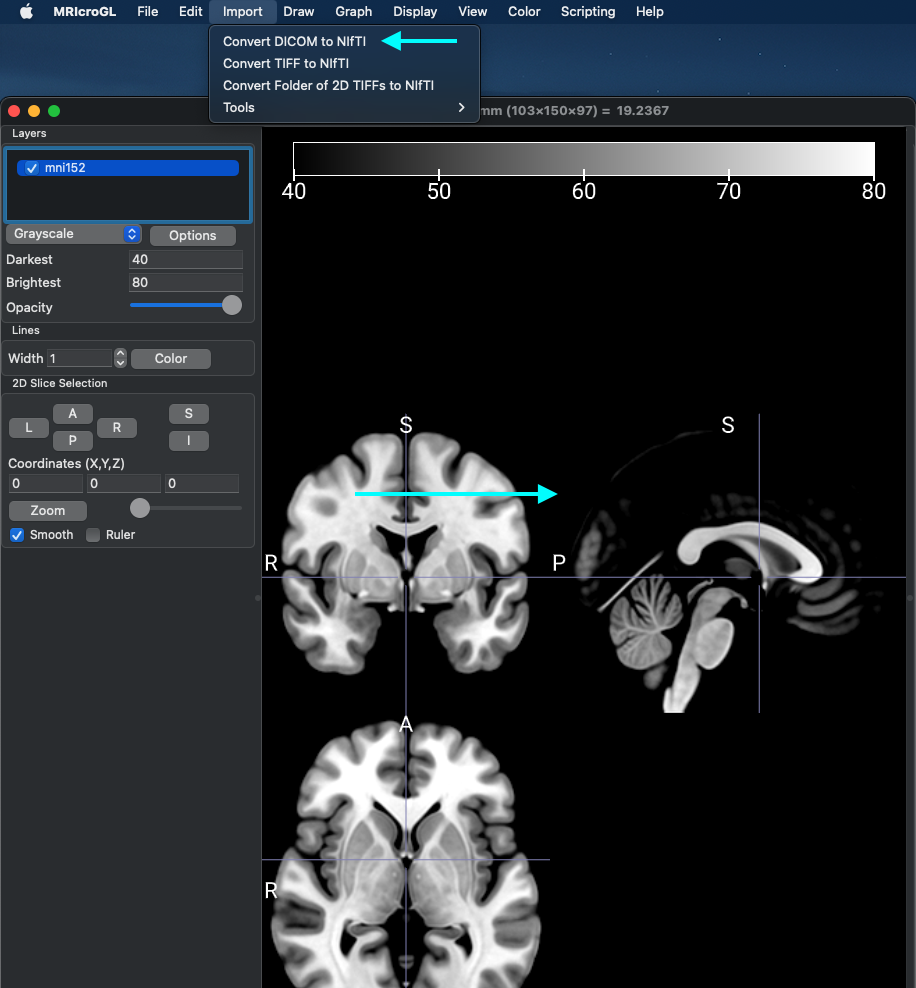 MRIcroGL File Edit Import Draw Graph Display View Color Scripting Help
Convert DICOM to NIfTI
Convert TIFF to NIfTI
Convert Folder of 2D TIFFs to NIfTI
Tools
mm (103×150×97) = 19.2367
Layers
mni152
Grayscale Options
Darkest 40
Brightest 80
Opacity
Lines
Width 1 Color
2D Slice Selection
A S
L R
P I
Coordinates (X,Y,Z)
0 0 0
Zoom
Smooth Ruler
40 50 60 70 80
S S
R P
A
R